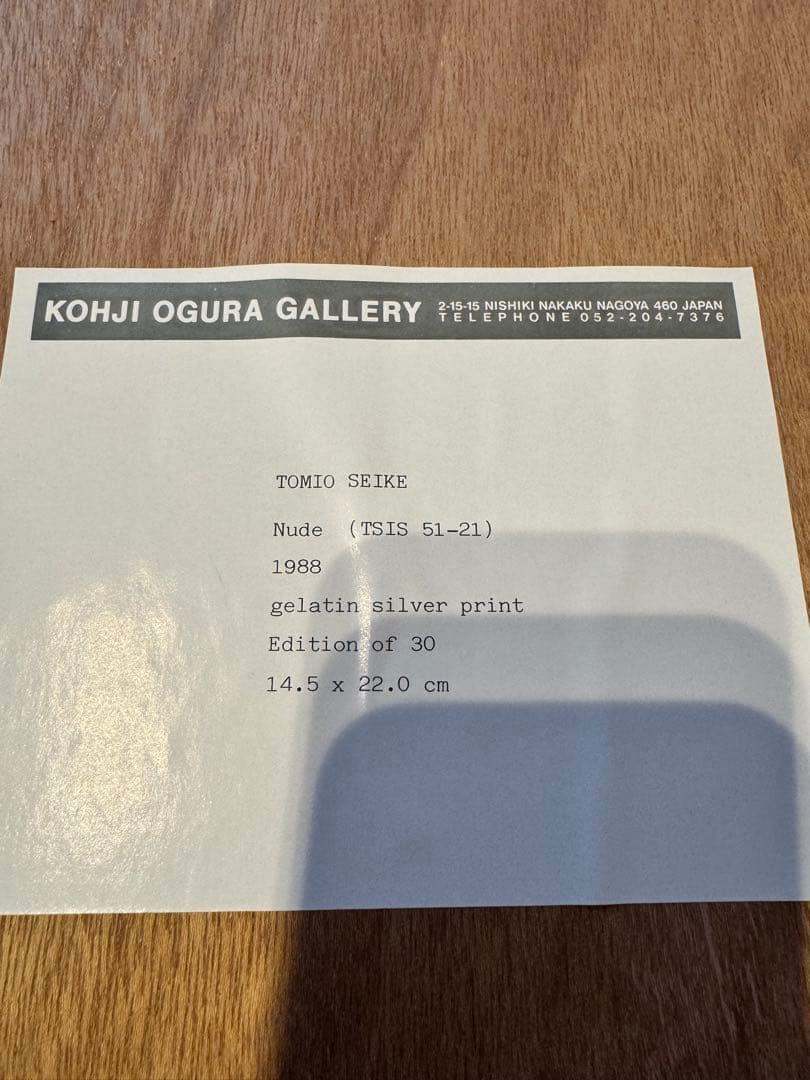 KOHJI OGURA GALLERY
2-15-15 NISHIKI NAKAKU NAGOYA 460 JAPAN
TELEPHONE 052-204-7376
TOMIO SEIKE
Nude (TSIS 51-21)
1988
gelatin silver print
Edition of 30
14.5 x 22.0 cm